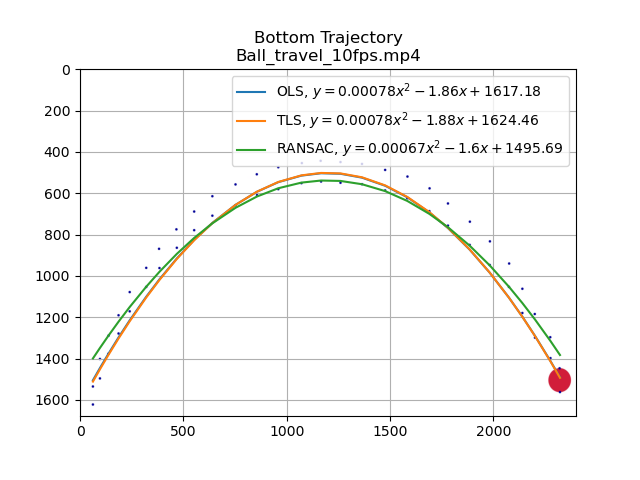 Bottom Trajectory
Ball_travel_10fps.mp4
OLS, y = 0.00078x² − 1.86x + 1617.18
TLS, y = 0.00078x² − 1.88x + 1624.46
RANSAC, y = 0.00067x² − 1.6x + 1495.69
0
200
400
600
800
1000
1200
1400
1600
0 500 1000 1500 2000